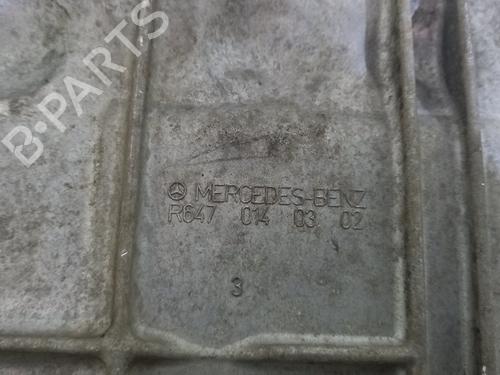 B-PARTS
MERCEDES-BENZ
R647 014 03 02
3